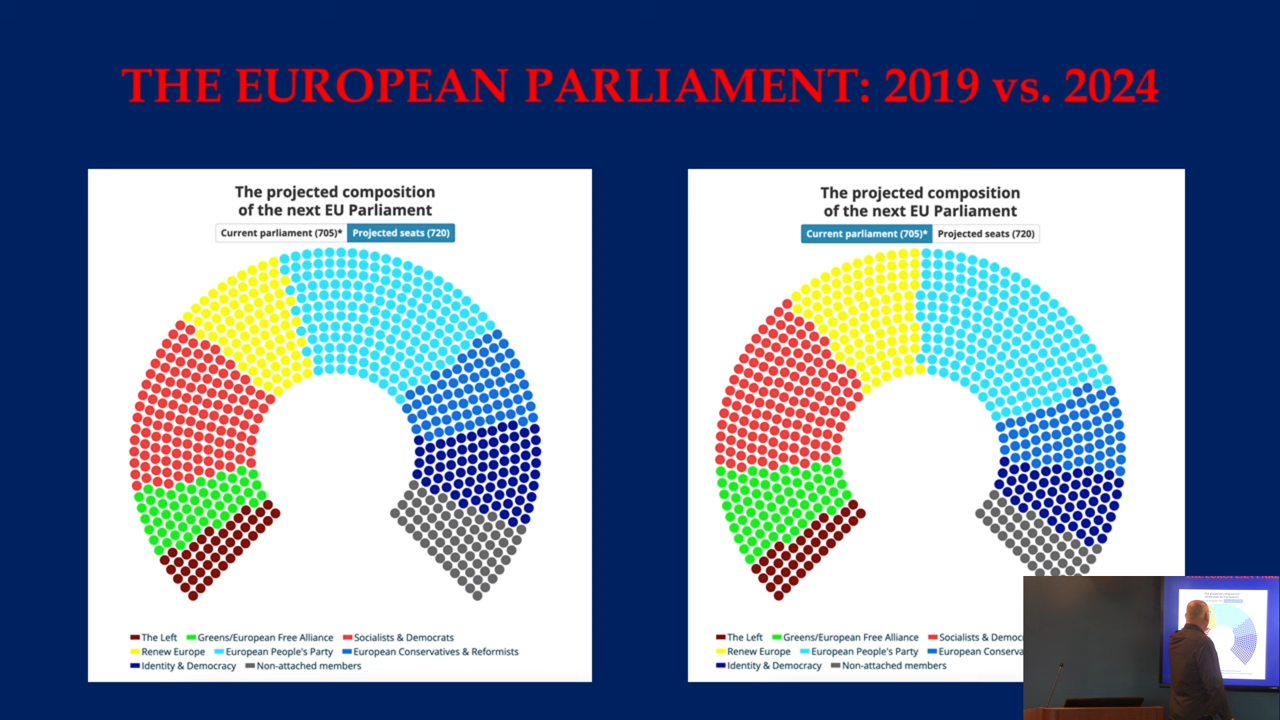 THE EUROPEAN PARLIAMENT: 2019 vs. 2024
The projected composition
of the next EU Parliament
Current parliament (705)* Projected seats (720)
The Left Greens/European Free Alliance Socialists & Democrats
Renew Europe European People's Party European Conservatives & Reformists
Identity & Democracy Non-attached members
The projected composition
of the next EU Parliament
Current parliament (705)* Projected seats (720)
The Left Greens/European Free Alliance Socialists & Democ
Renew Europe European People's Party European Conserva
Identity & Democracy Non-attached members